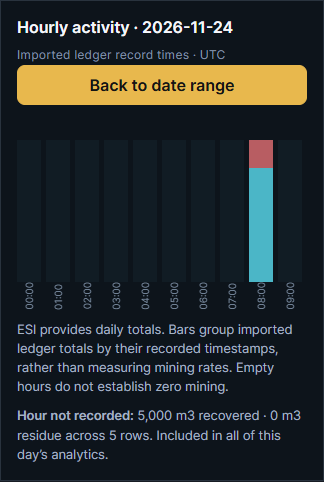 Hourly activity · 2026-11-24
Imported ledger record times · UTC
Back to date range
00:00
01:00
02:00
03:00
04:00
05:00
06:00
07:00
08:00
09:00
ESI provides daily totals. Bars group imported
ledger totals by their recorded timestamps,
rather than measuring mining rates. Empty
hours do not establish zero mining.
Hour not recorded: 5,000 m3 recovered · 0 m3
residue across 5 rows. Included in all of this
day's analytics.